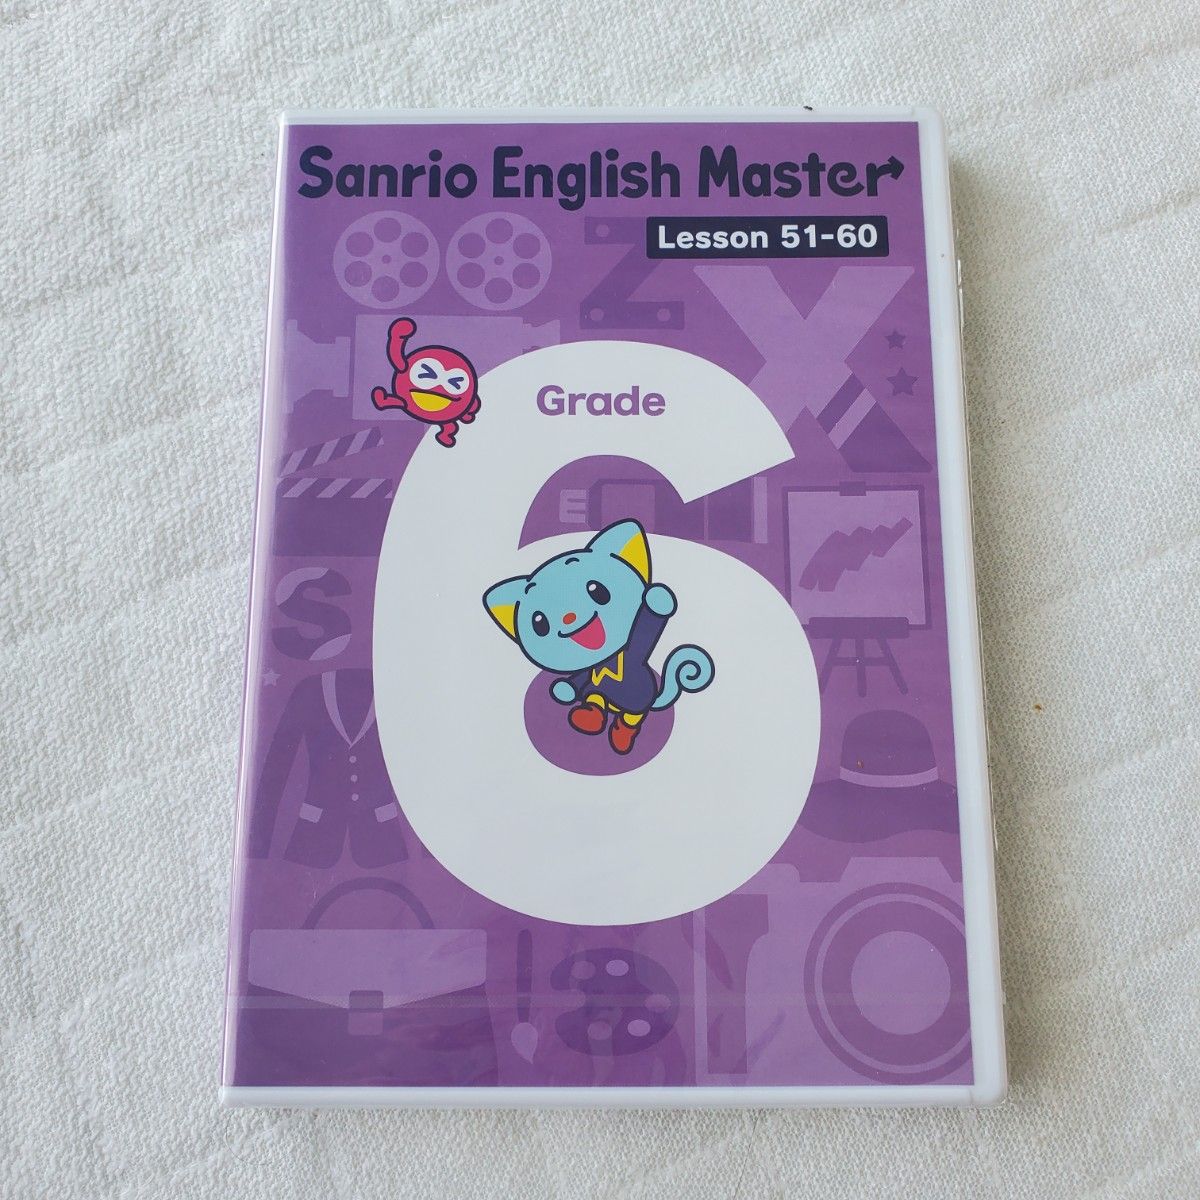 Sanrio English Master
Lesson 51-60
Grade
6